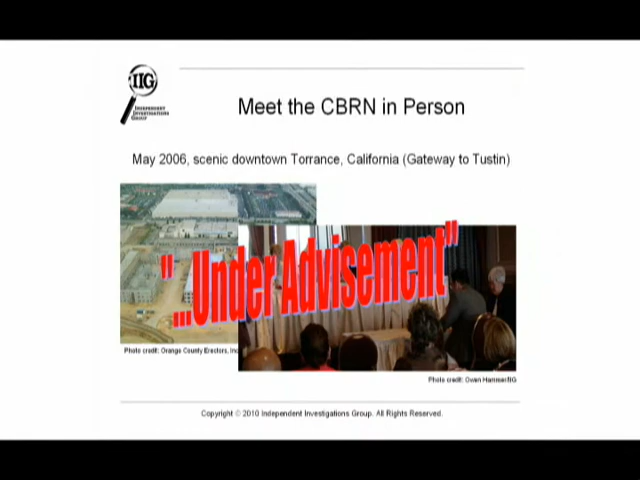 IIG
INDEPENDENT
INVESTIGATIONS
GROUP
Meet the CBRN in Person
May 2006, scenic downtown Torrance, California (Gateway to Tustin)
"...Under Advisement"
Photo credit: Orange County Erectors, Inc
Photo credit: Owen Hammer/IIG
Copyright © 2010 Independent Investigations Group. All Rights Reserved.